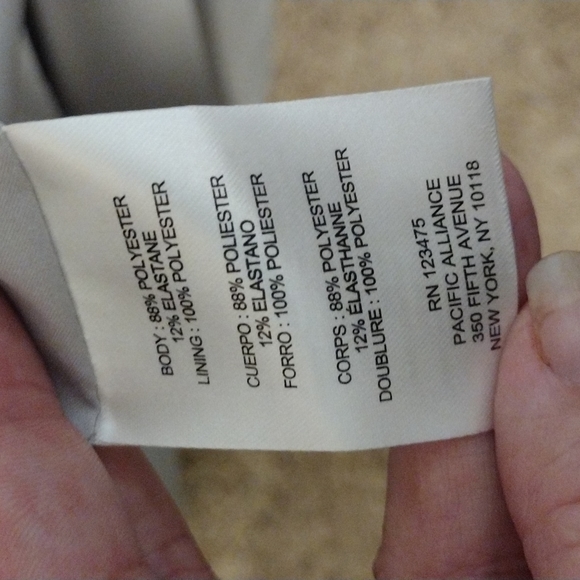 BODY : 88% POLYESTER
12% ELASTANE
LINING : 100% POLYESTER
CUERPO : 88% POLIESTER
12% ELASTANO
FORRO : 100% POLIESTER
CORPS : 88% POLYESTER
12% ÉLASTHANNE
DOUBLURE : 100% POLYESTER
RN 123475
PACIFIC ALLIANCE
350 FIFTH AVENUE
NEW YORK, NY 10118